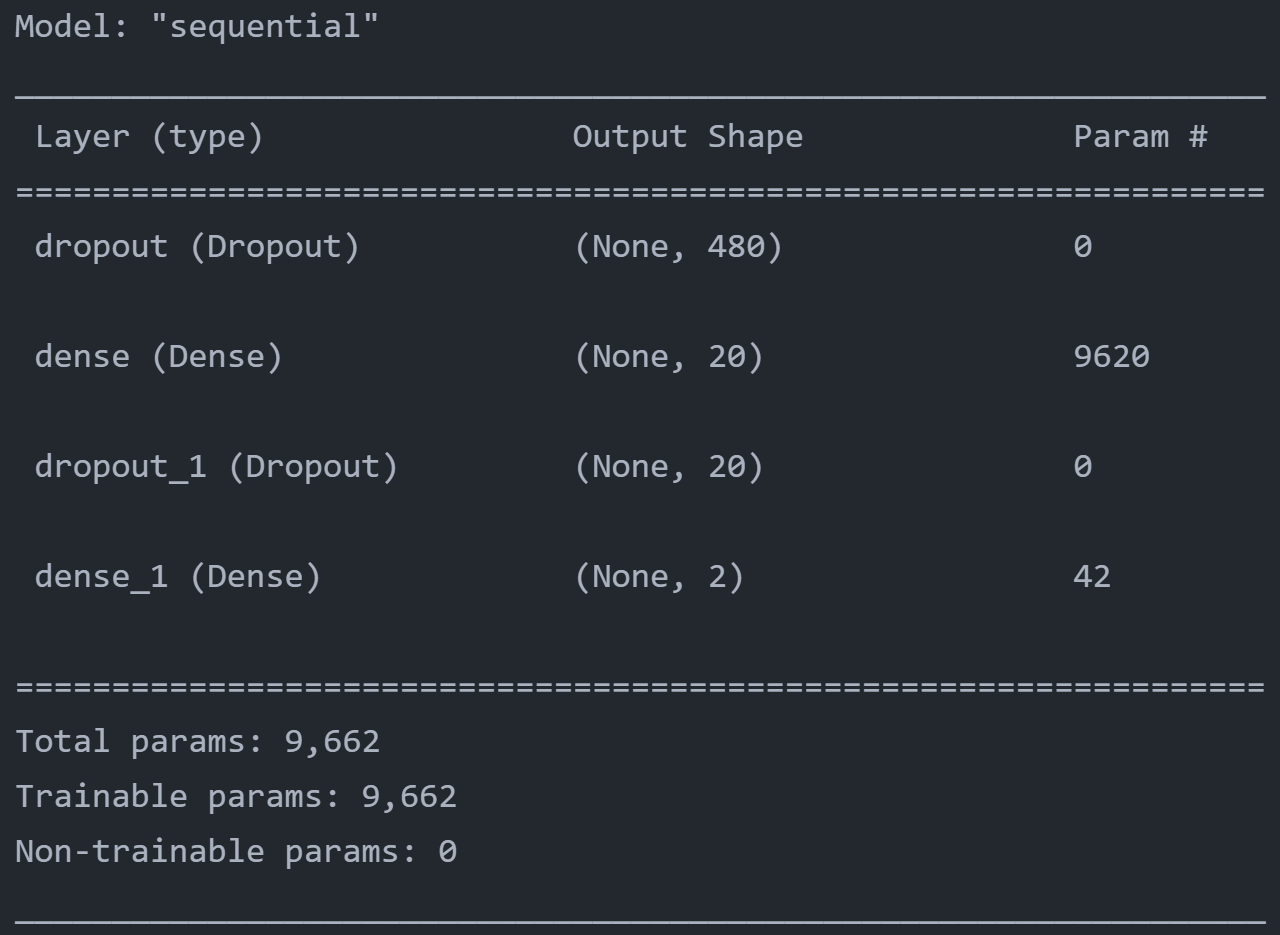 Model: "sequential"
_________________________________________________________________
Layer (type) Output Shape Param #
=================================================================
dropout (Dropout) (None, 480) 0
dense (Dense) (None, 20) 9620
dropout_1 (Dropout) (None, 20) 0
dense_1 (Dense) (None, 2) 42
=================================================================
Total params: 9,662
Trainable params: 9,662
Non-trainable params: 0
_________________________________________________________________